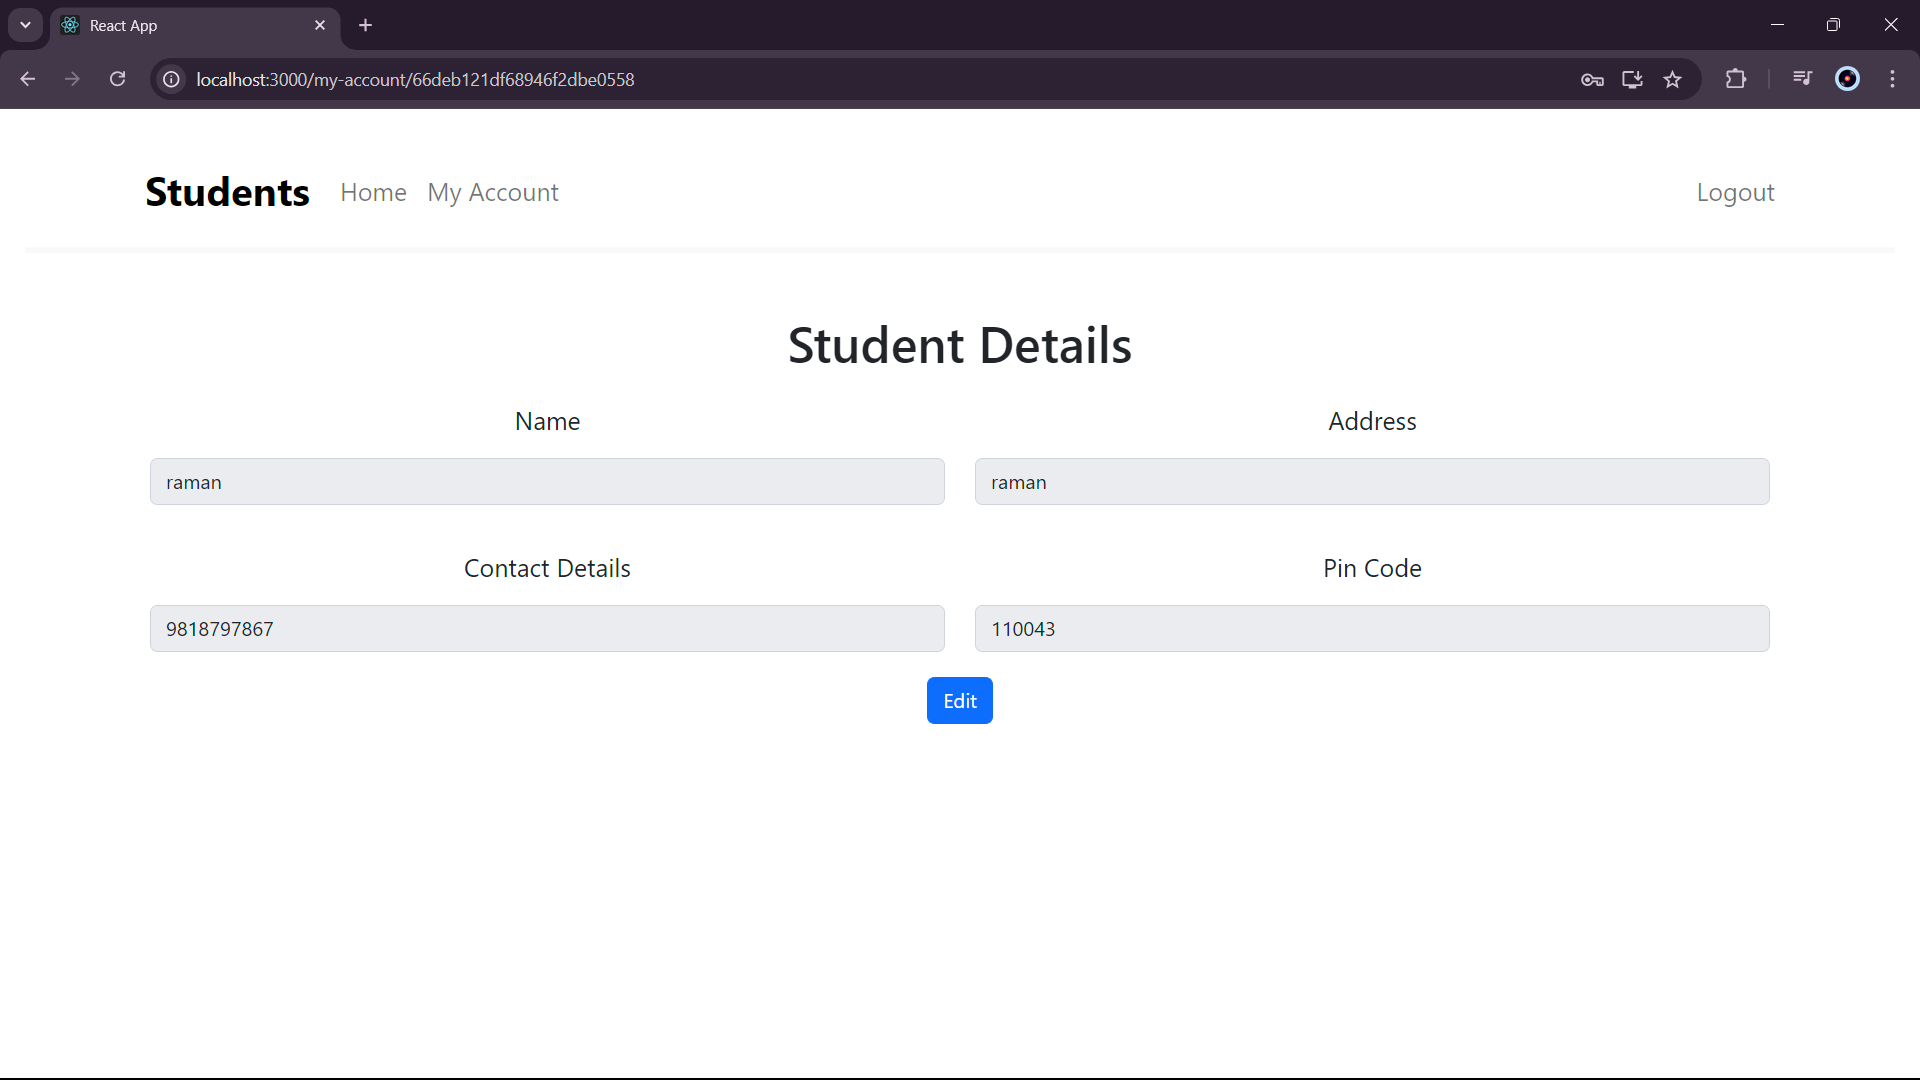 React App
localhost:3000/my-account/66deb121df68946f2dbe0558
Students Home My Account Logout
Student Details
Name Address
raman raman
Contact Details Pin Code
9818797867 110043
Edit